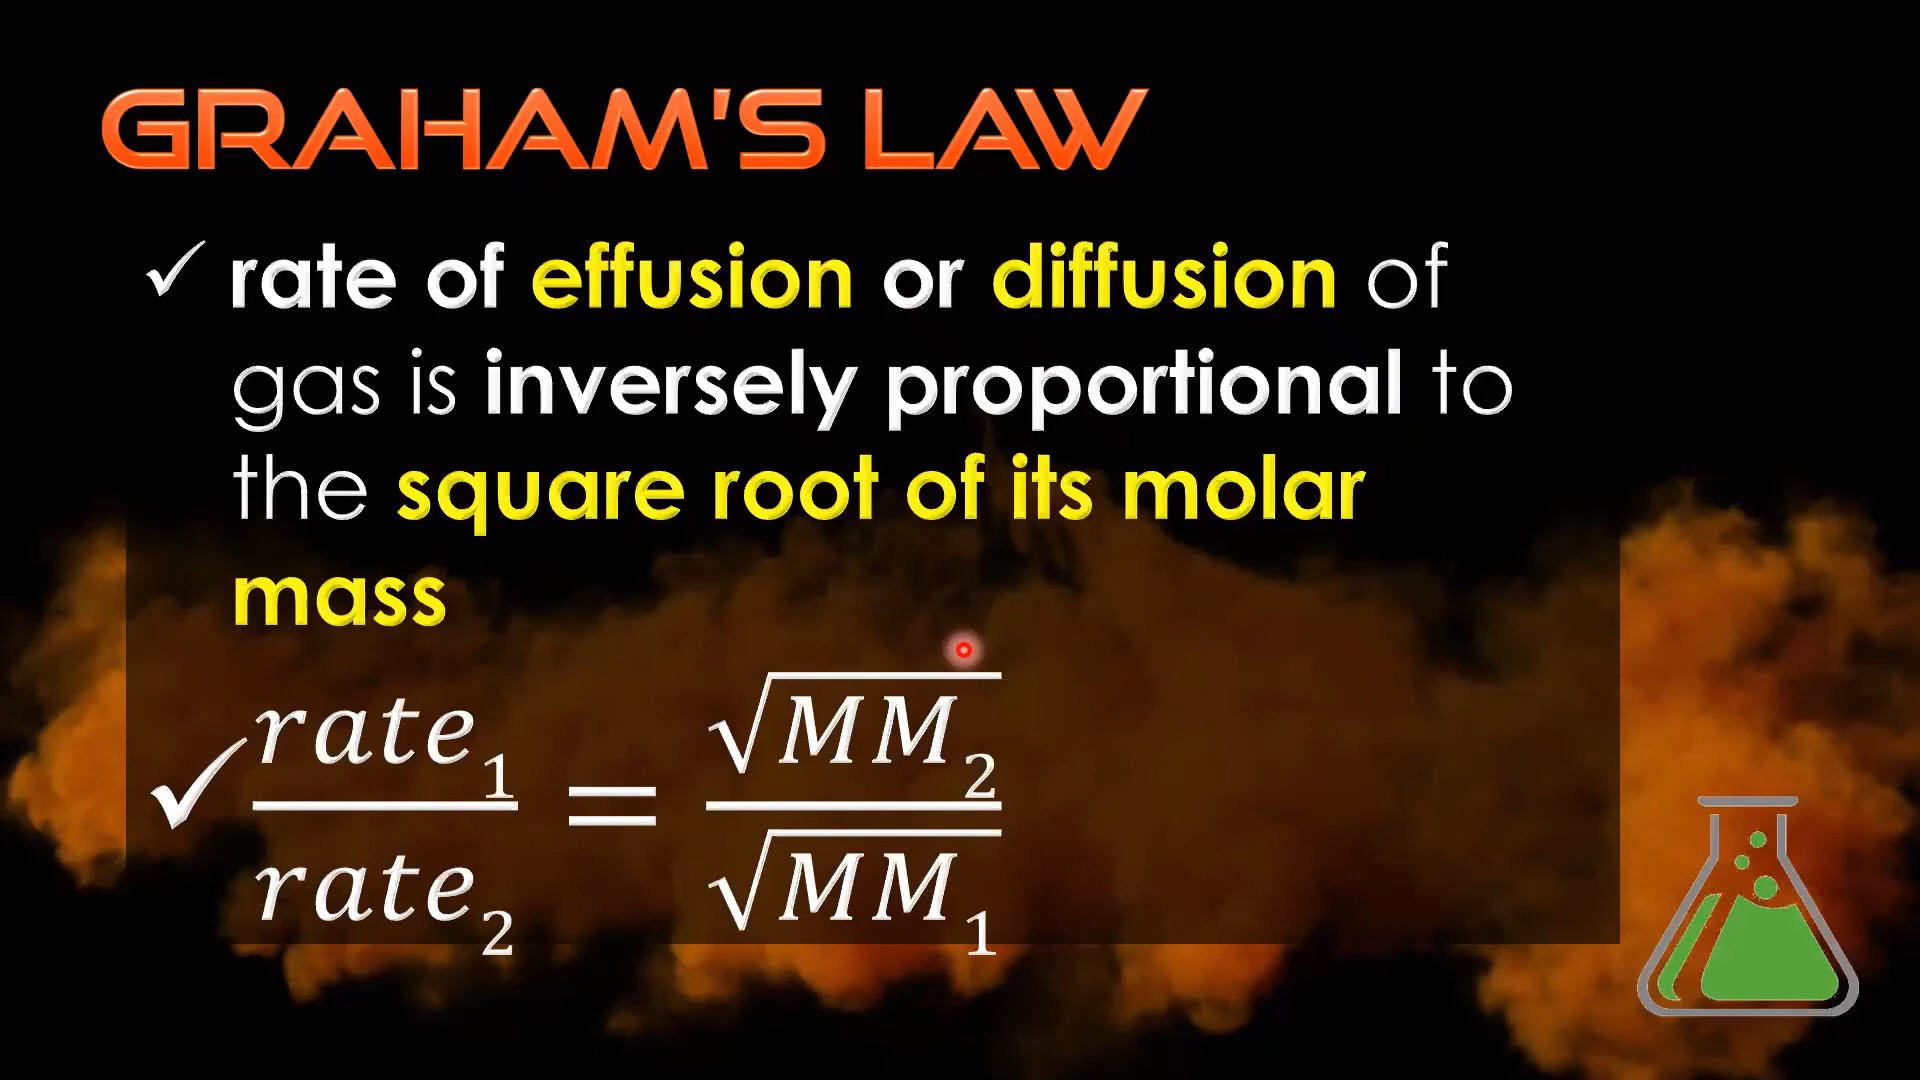 GRAHAM'S LAW
✓ rate of effusion or diffusion of
gas is inversely proportional to
the square root of its molar
mass
✓ rate₁ / rate₂ = √MM₂ / √MM₁